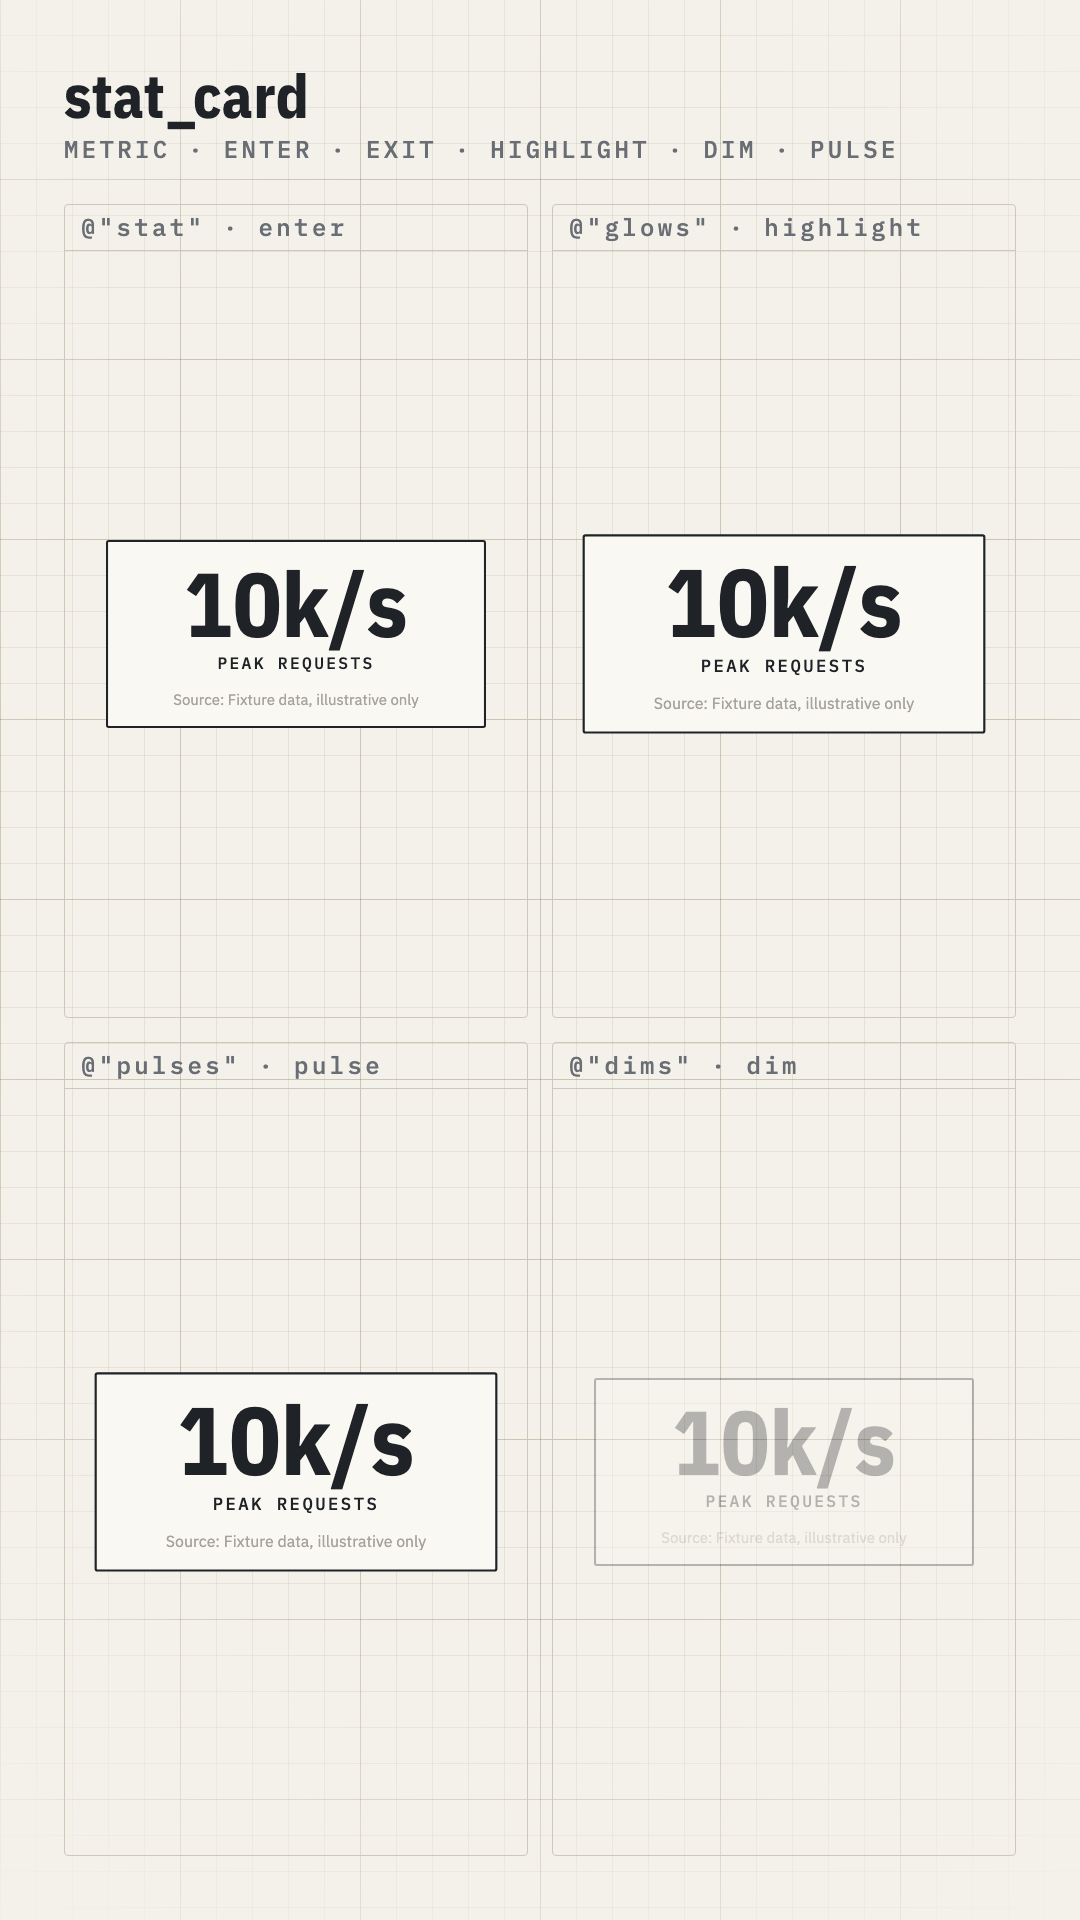 stat_card
METRIC · ENTER · EXIT · HIGHLIGHT · DIM · PULSE
@"stat" · enter
10k/s
PEAK REQUESTS
Source: Fixture data, illustrative only
@"glows" · highlight
10k/s
PEAK REQUESTS
Source: Fixture data, illustrative only
@"pulses" · pulse
10k/s
PEAK REQUESTS
Source: Fixture data, illustrative only
@"dims" · dim
10k/s
PEAK REQUESTS
Source: Fixture data, illustrative only